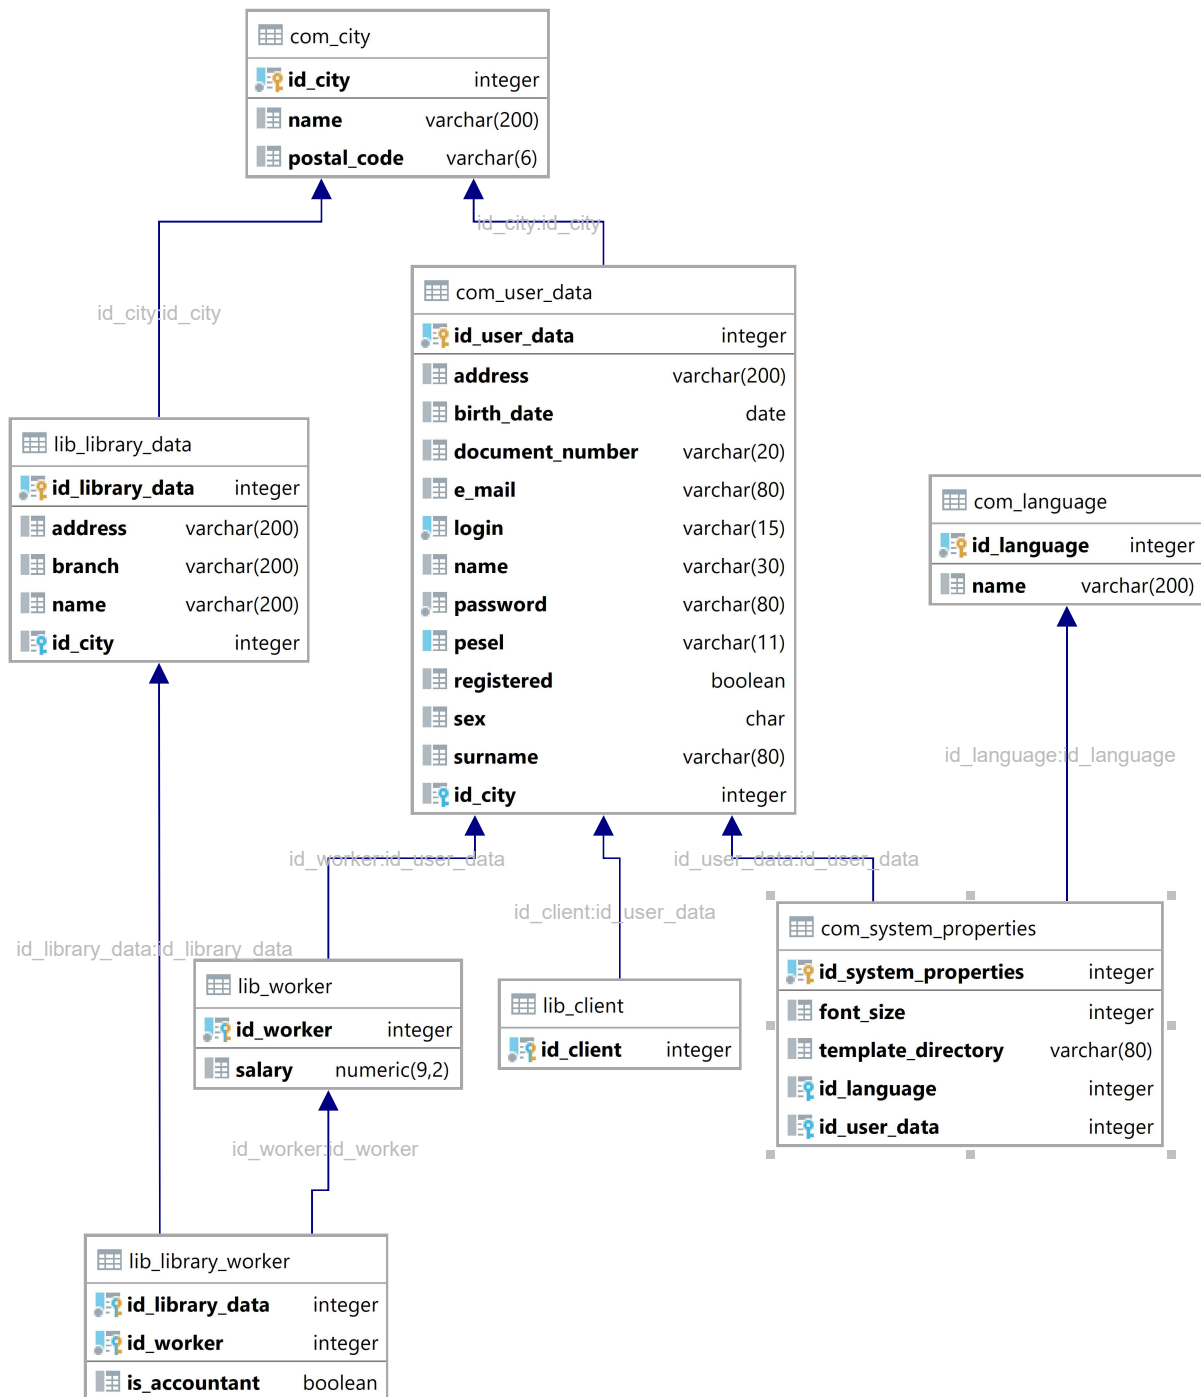 com_city
id_city integer
name varchar(200)
postal_code varchar(6)
id_city:id_city
id_city:id_city
com_user_data
id_user_data integer
address varchar(200)
birth_date date
document_number varchar(20)
e_mail varchar(80)
login varchar(15)
name varchar(30)
password varchar(80)
pesel varchar(11)
registered boolean
sex char
surname varchar(80)
id_city integer
lib_library_data
id_library_data integer
address varchar(200)
branch varchar(200)
name varchar(200)
id_city integer
com_language
id_language integer
name varchar(200)
id_language:id_language
id_worker:id_user_data
id_user_data:id_user_data
id_client:id_user_data
id_library_data:id_library_data
lib_worker
id_worker integer
salary numeric(9,2)
lib_client
id_client integer
com_system_properties
id_system_properties integer
font_size integer
template_directory varchar(80)
id_language integer
id_user_data integer
id_worker:id_worker
lib_library_worker
id_library_data integer
id_worker integer
is_accountant boolean